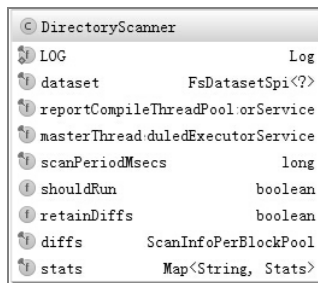 C DirectoryScanner
f LOG Log
f dataset FsDatasetSpi<?>
f reportCompileThreadPool orService
f masterThread duledExecutorService
f scanPeriodMsecs long
f shouldRun boolean
f retainDiffs boolean
f diffs ScanInfoPerBlockPool
f stats Map<String, Stats>